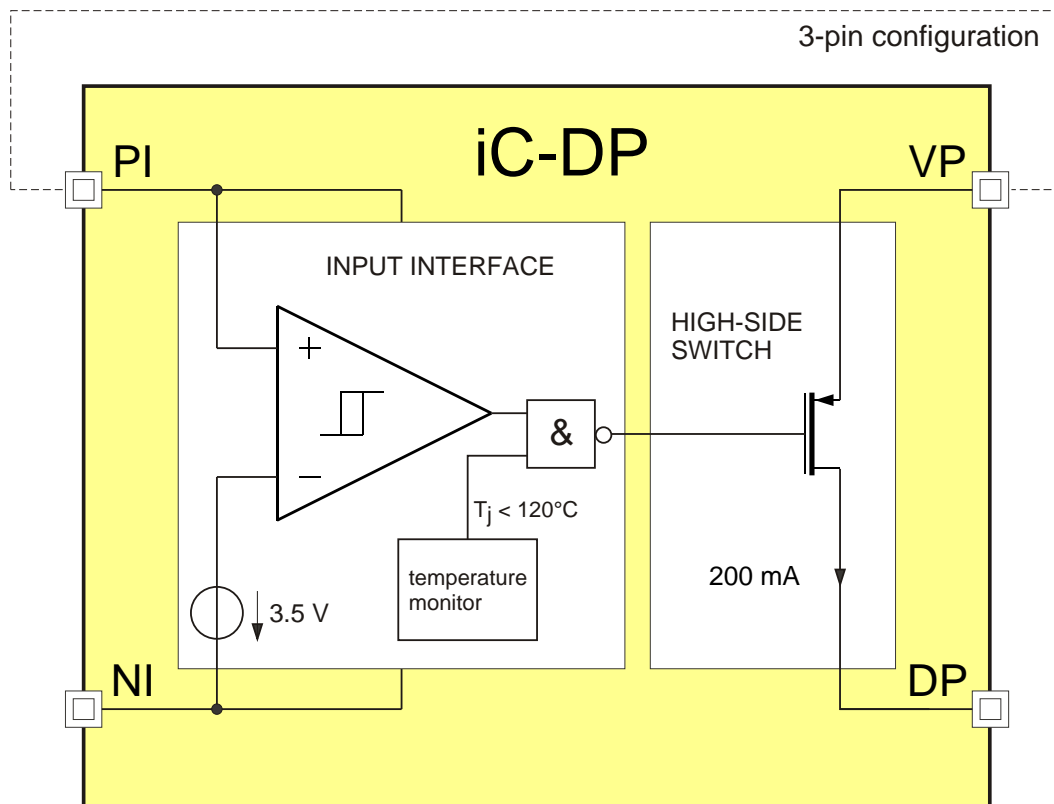 3-pin configuration
iC-DP
PI
VP
INPUT INTERFACE
HIGH-SIDE
SWITCH
+
&
−
Tj < 120°C
temperature
monitor
200 mA
3.5 V
NI
DP